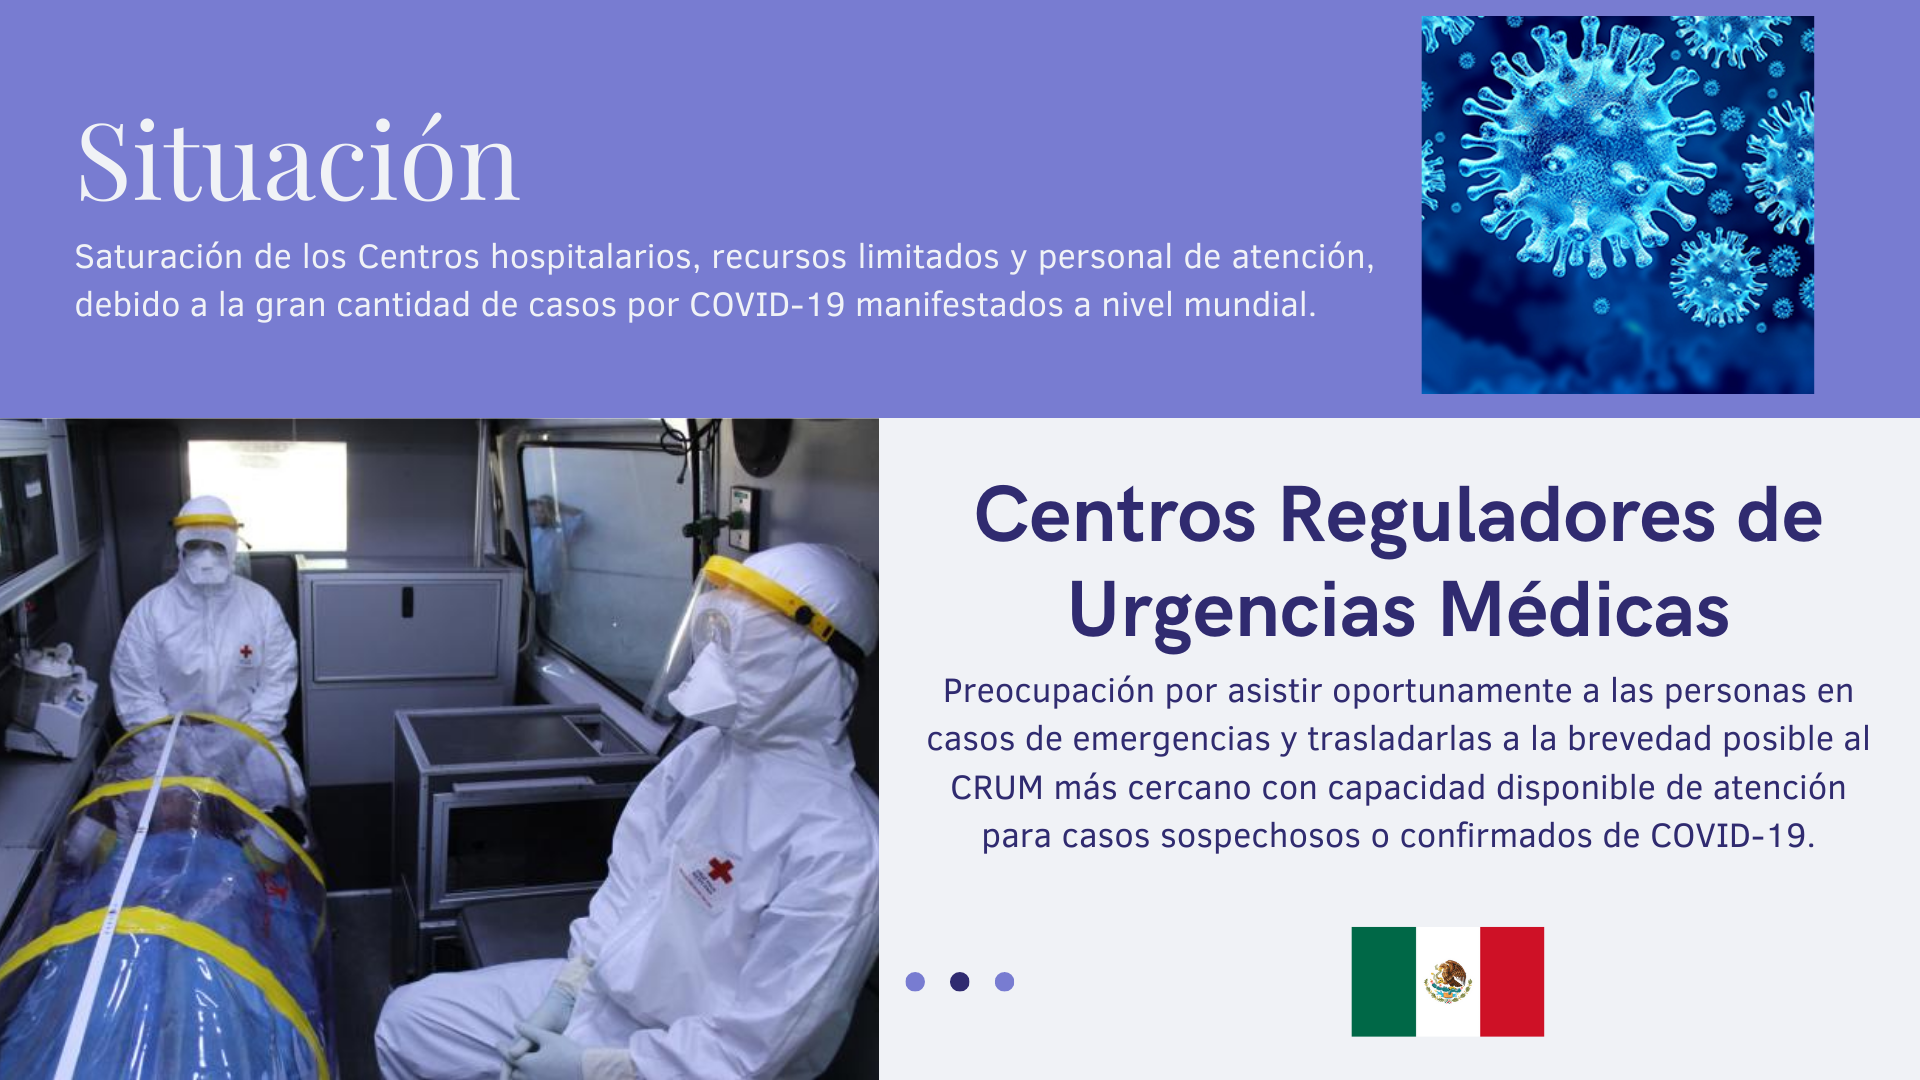 Situación
Saturación de los Centros hospitalarios, recursos limitados y personal de atención,
debido a la gran cantidad de casos por COVID-19 manifestados a nivel mundial.
Centros Reguladores de
Urgencias Médicas
Preocupación por asistir oportunamente a las personas en
casos de emergencias y trasladarlas a la brevedad posible al
CRUM más cercano con capacidad disponible de atención
para casos sospechosos o confirmados de COVID-19.